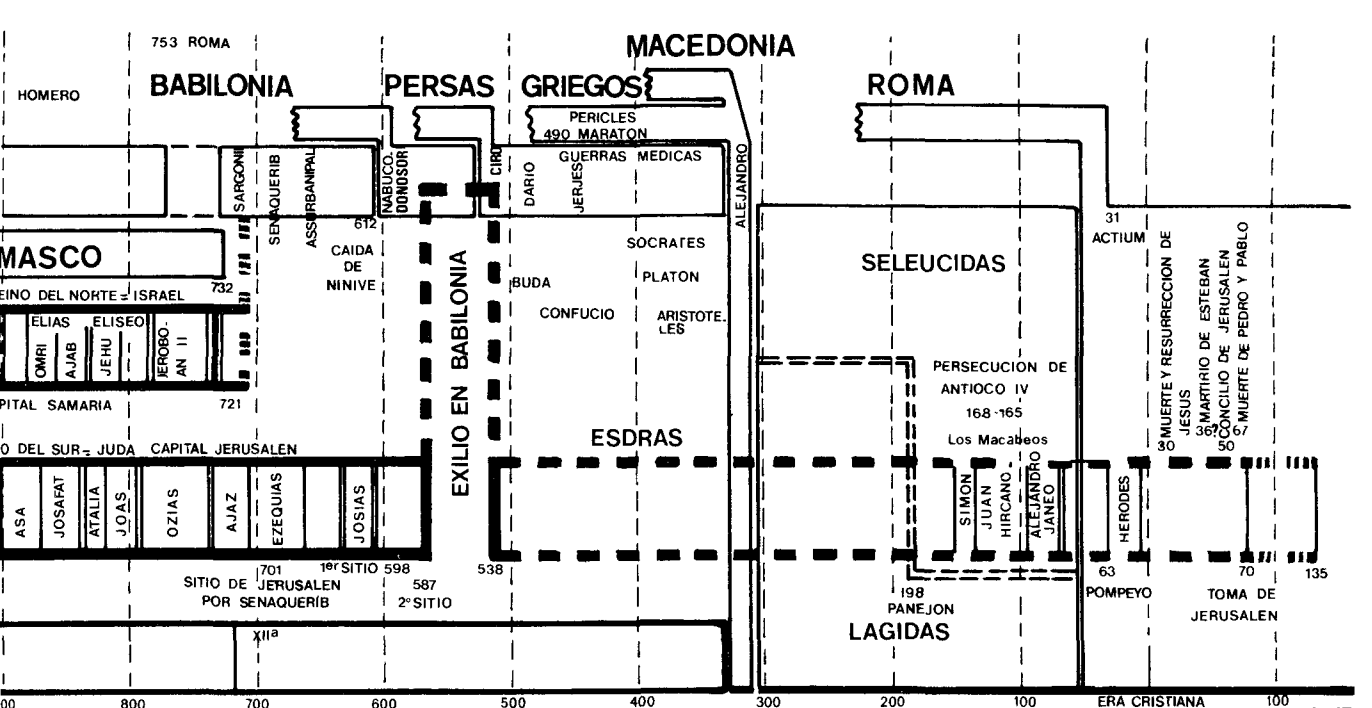 MACEDONIA
753 ROMA
BABILONIA
PERSAS
GRIEGOS
ROMA
HOMERO
PERICLES
490 MARATON
GUERRAS MEDICAS
SARGON II
SENAQUERIB
ASSURBANIPAL
NABUCO-
DONOSOR
CIRO
DARIO
JERJES
ALEJANDRO
612
CAIDA
DE
NINIVE
MASCO
732
SOCRATES
PLATON
BUDA
CONFUCIO
ARISTOTE.
LES
SELEUCIDAS
31
ACTIUM
EINO DEL NORTE = ISRAEL
ELIAS
ELISEO
OMRI
AJAB
JEHU
JEROBO-
AN II
PITAL SAMARIA
721
EXILIO EN BABILONIA
PERSECUCION DE
ANTIOCO IV
168-165
Los Macabeos
MUERTE Y RESURRECCION DE
JESUS
MARTIRIO DE ESTEBAN
CONCILIO DE JERUSALEN
MUERTE DE PEDRO Y PABLO
30
36?
50
67
O DEL SUR = JUDA CAPITAL JERUSALEN
ESDRAS
ASA
JOSAFAT
ATALIA
JOAS
OZIAS
AJAZ
EZEQUIAS
JOSIAS
SIMON
JUAN
HIRCANO
ALEJANDRO
JANEO
HERODES
701
1er SITIO 598
538
63
70
135
SITIO DE JERUSALEN
POR SENAQUERIB
587
2º SITIO
198
PANEJON
POMPEYO
TOMA DE
JERUSALEN
LAGIDAS
XIIª
00
800
700
600
500
400
300
200
100
ERA CRISTIANA
100